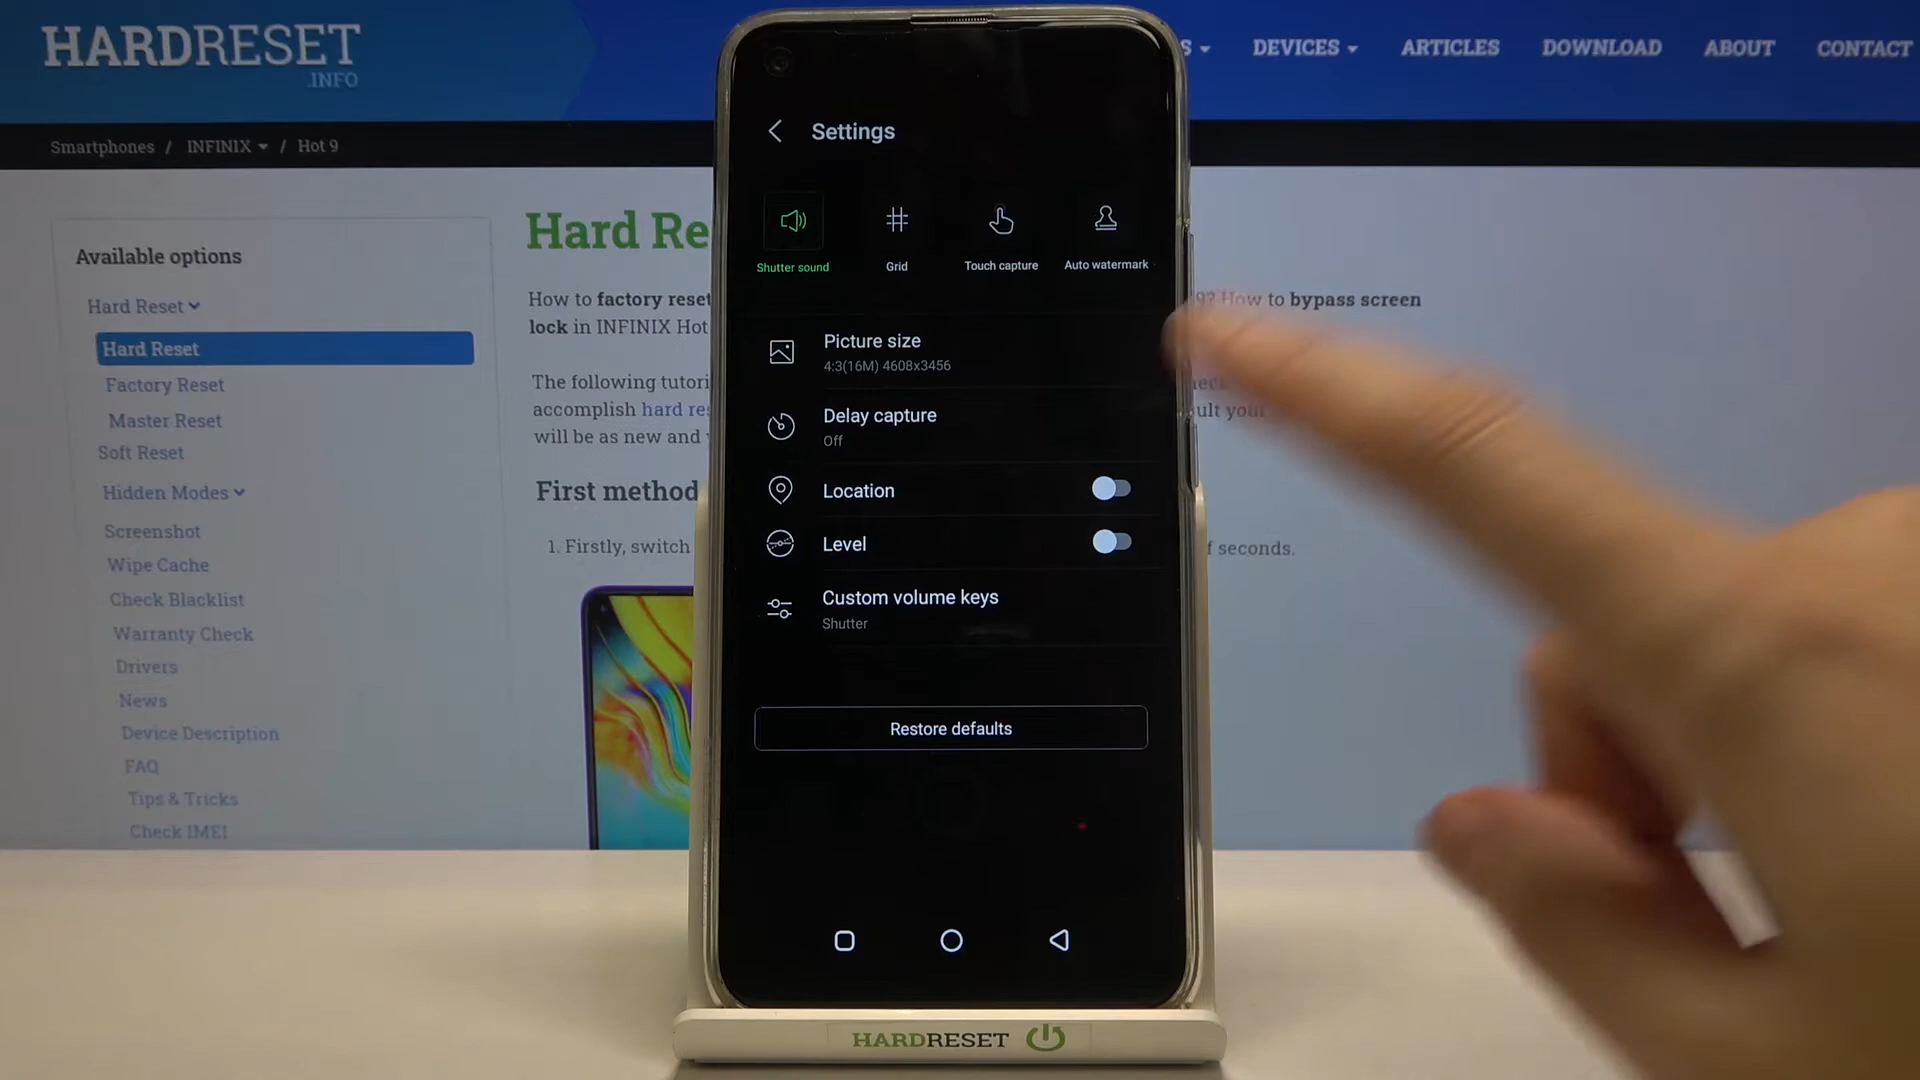 HARDRESET
.INFO
S
DEVICES
ARTICLES
DOWNLOAD
ABOUT
CONTACT
Smartphones / INFINIX / Hot 9
Available options
Hard Reset
Hard Reset
Factory Reset
Master Reset
Soft Reset
Hidden Modes
Screenshot
Wipe Cache
Check Blacklist
Warranty Check
Drivers
News
Device Description
FAQ
Tips & Tricks
Check IMEI
Hard Re
How to factory reset
9? How to bypass screen
lock in INFINIX Hot
The following tutori
accomplish hard re
ult your
will be as new and
First method
1. Firstly, switch
f seconds.
Settings
Shutter sound
Grid
Touch capture
Auto watermark
Picture size
4:3(16M) 4608x3456
Delay capture
Off
Location
Level
Custom volume keys
Shutter
Restore defaults
HARDRESET